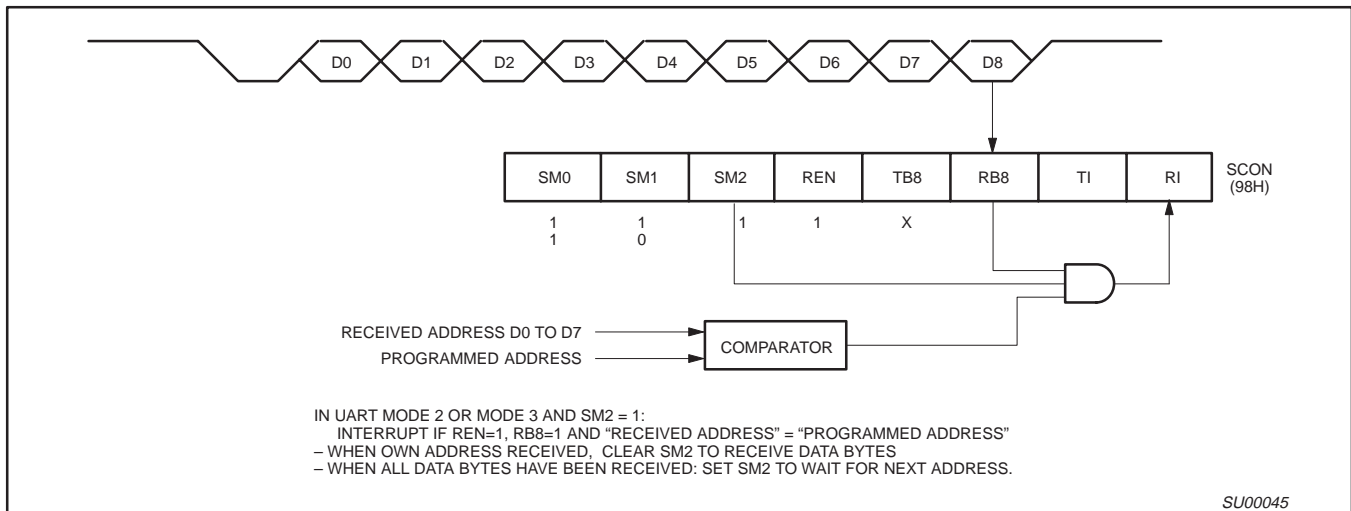 D0 D1 D2 D3 D4 D5 D6 D7 D8
SM0 SM1 SM2 REN TB8 RB8 TI RI
SCON
(98H)
1 1 1 1 X
1 0
RECEIVED ADDRESS D0 TO D7
PROGRAMMED ADDRESS
COMPARATOR
IN UART MODE 2 OR MODE 3 AND SM2 = 1:
INTERRUPT IF REN=1, RB8=1 AND “RECEIVED ADDRESS” = “PROGRAMMED ADDRESS”
– WHEN OWN ADDRESS RECEIVED, CLEAR SM2 TO RECEIVE DATA BYTES
– WHEN ALL DATA BYTES HAVE BEEN RECEIVED: SET SM2 TO WAIT FOR NEXT ADDRESS.
SU00045